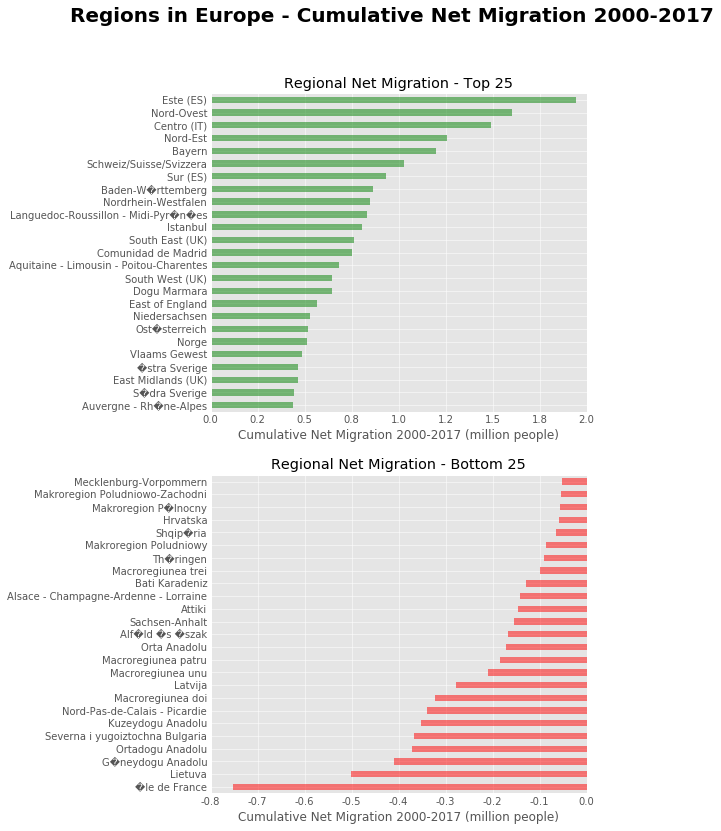 Regions in Europe - Cumulative Net Migration 2000-2017
Regional Net Migration - Top 25
Este (ES)
Nord-Ovest
Centro (IT)
Nord-Est
Bayern
Schweiz/Suisse/Svizzera
Sur (ES)
Baden-W�rttemberg
Nordrhein-Westfalen
Languedoc-Roussillon - Midi-Pyr�n�es
Istanbul
South East (UK)
Comunidad de Madrid
Aquitaine - Limousin - Poitou-Charentes
South West (UK)
Dogu Marmara
East of England
Niedersachsen
Ost�sterreich
Norge
Vlaams Gewest
�stra Sverige
East Midlands (UK)
S�dra Sverige
Auvergne - Rh�ne-Alpes
0.0 0.2 0.5 0.8 1.0 1.2 1.5 1.8 2.0
Cumulative Net Migration 2000-2017 (million people)
Regional Net Migration - Bottom 25
Mecklenburg-Vorpommern
Makroregion Poludniowo-Zachodni
Makroregion P�lnocny
Hrvatska
Shqip�ria
Makroregion Poludniowy
Th�ringen
Macroregiunea trei
Bati Karadeniz
Alsace - Champagne-Ardenne - Lorraine
Attiki
Sachsen-Anhalt
Alf�ld �s �szak
Orta Anadolu
Macroregiunea patru
Macroregiunea unu
Latvija
Macroregiunea doi
Nord-Pas-de-Calais - Picardie
Kuzeydogu Anadolu
Severna i yugoiztochna Bulgaria
Ortadogu Anadolu
G�neydogu Anadolu
Lietuva
�le de France
-0.8 -0.7 -0.6 -0.5 -0.4 -0.3 -0.2 -0.1 0.0
Cumulative Net Migration 2000-2017 (million people)